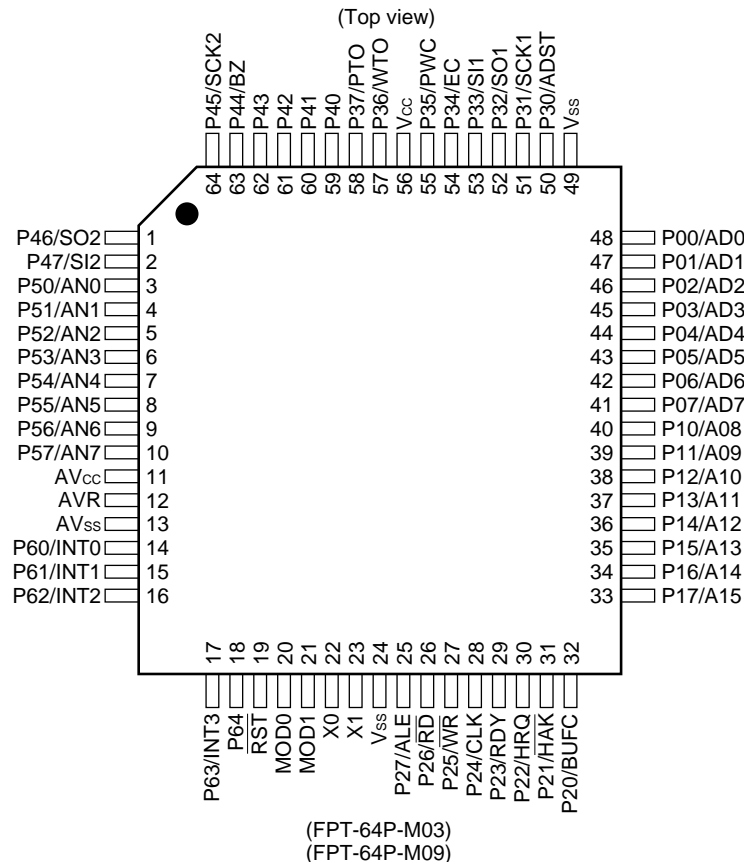 (Top view)
P45/SCK2
P44/BZ
P43
P42
P41
P40
P37/PTO
P36/WTO
Vcc
P35/PWC
P34/EC
P33/SI1
P32/SO1
P31/SCK1
P30/ADST
Vss
64
63
62
61
60
59
58
57
56
55
54
53
52
51
50
49
P46/SO2 1
P47/SI2 2
P50/AN0 3
P51/AN1 4
P52/AN2 5
P53/AN3 6
P54/AN4 7
P55/AN5 8
P56/AN6 9
P57/AN7 10
AVcc 11
AVR 12
AVss 13
P60/INT0 14
P61/INT1 15
P62/INT2 16
48 P00/AD0
47 P01/AD1
46 P02/AD2
45 P03/AD3
44 P04/AD4
43 P05/AD5
42 P06/AD6
41 P07/AD7
40 P10/A08
39 P11/A09
38 P12/A10
37 P13/A11
36 P14/A12
35 P15/A13
34 P16/A14
33 P17/A15
17
18
19
20
21
22
23
24
25
26
27
28
29
30
31
32
P63/INT3
P64
RST
MOD0
MOD1
X0
X1
Vss
P27/ALE
P26/RD
P25/WR
P24/CLK
P23/RDY
P22/HRQ
P21/HAK
P20/BUFC
(FPT-64P-M03)
(FPT-64P-M09)